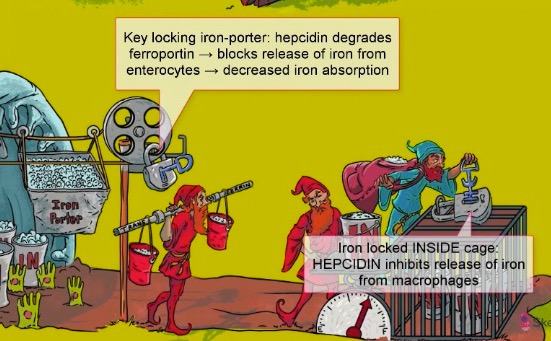 Key locking iron-porter: hepcidin degrades
ferroportin → blocks release of iron from
enterocytes → decreased iron absorption
Iron
Porter
Iron locked INSIDE cage:
HEPCIDIN inhibits release of iron
from macrophages